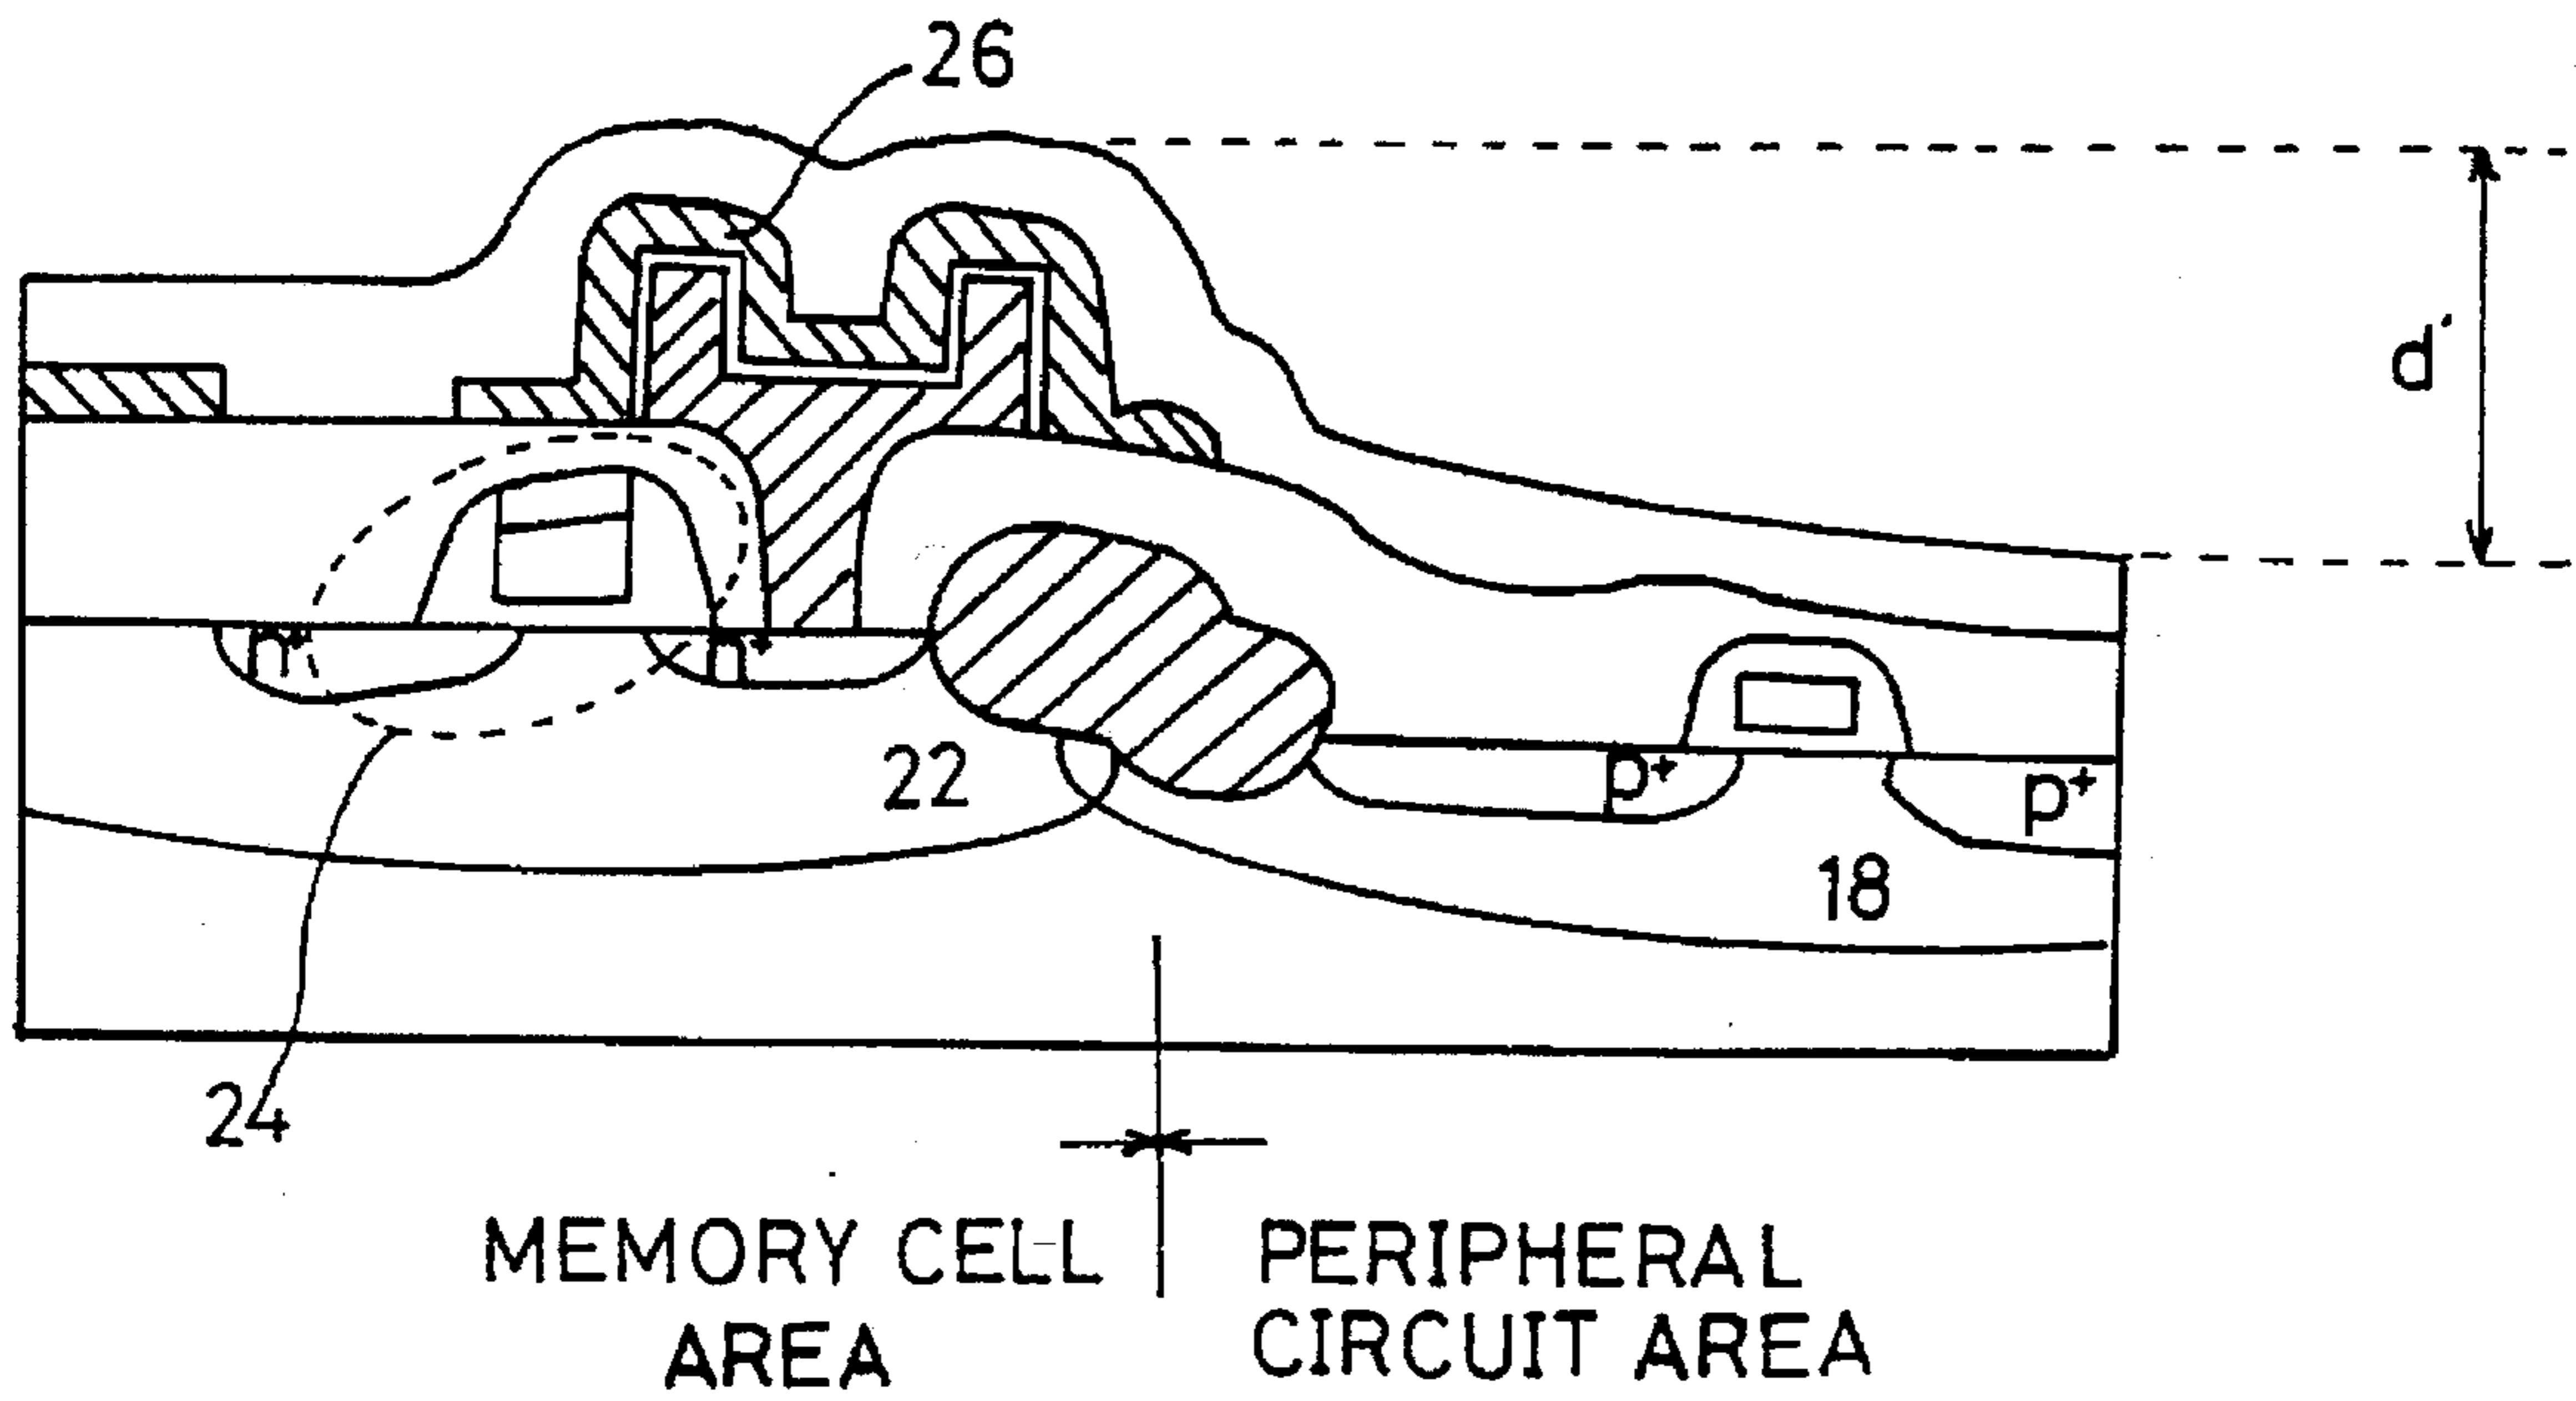 26
d'
n⁺
n⁺
22
p⁺
p⁺
18
24
MEMORY CELL
AREA
PERIPHERAL
CIRCUIT AREA